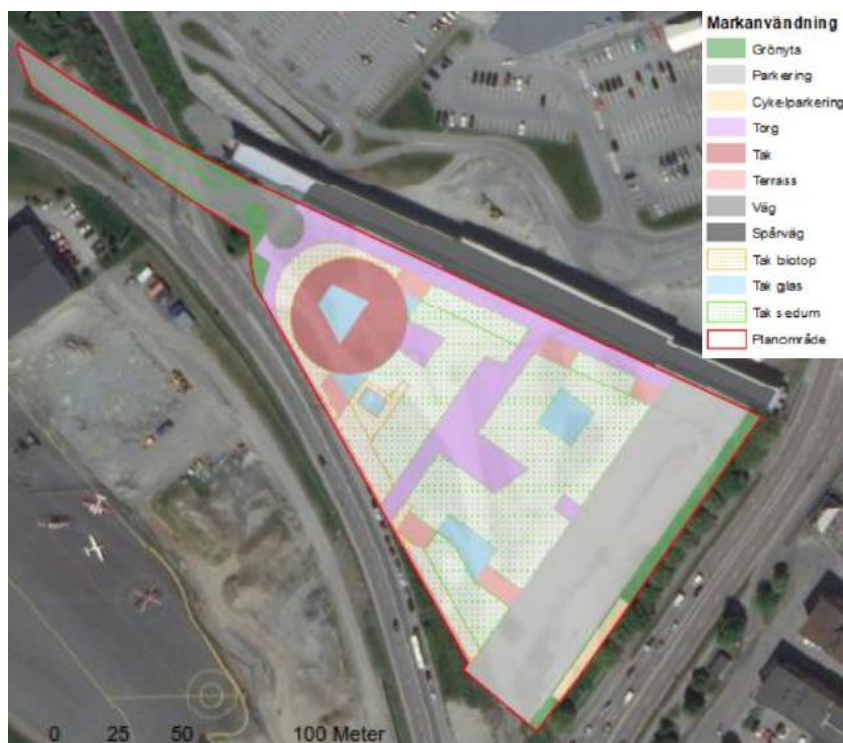 Markanvändning
Grönyta
Parkering
Cykelparkering
Torg
Tak
Terrass
Väg
Spårväg
Tak biotop
Tak glas
Tak sedum
Planområde
0 25 50 100 Meter